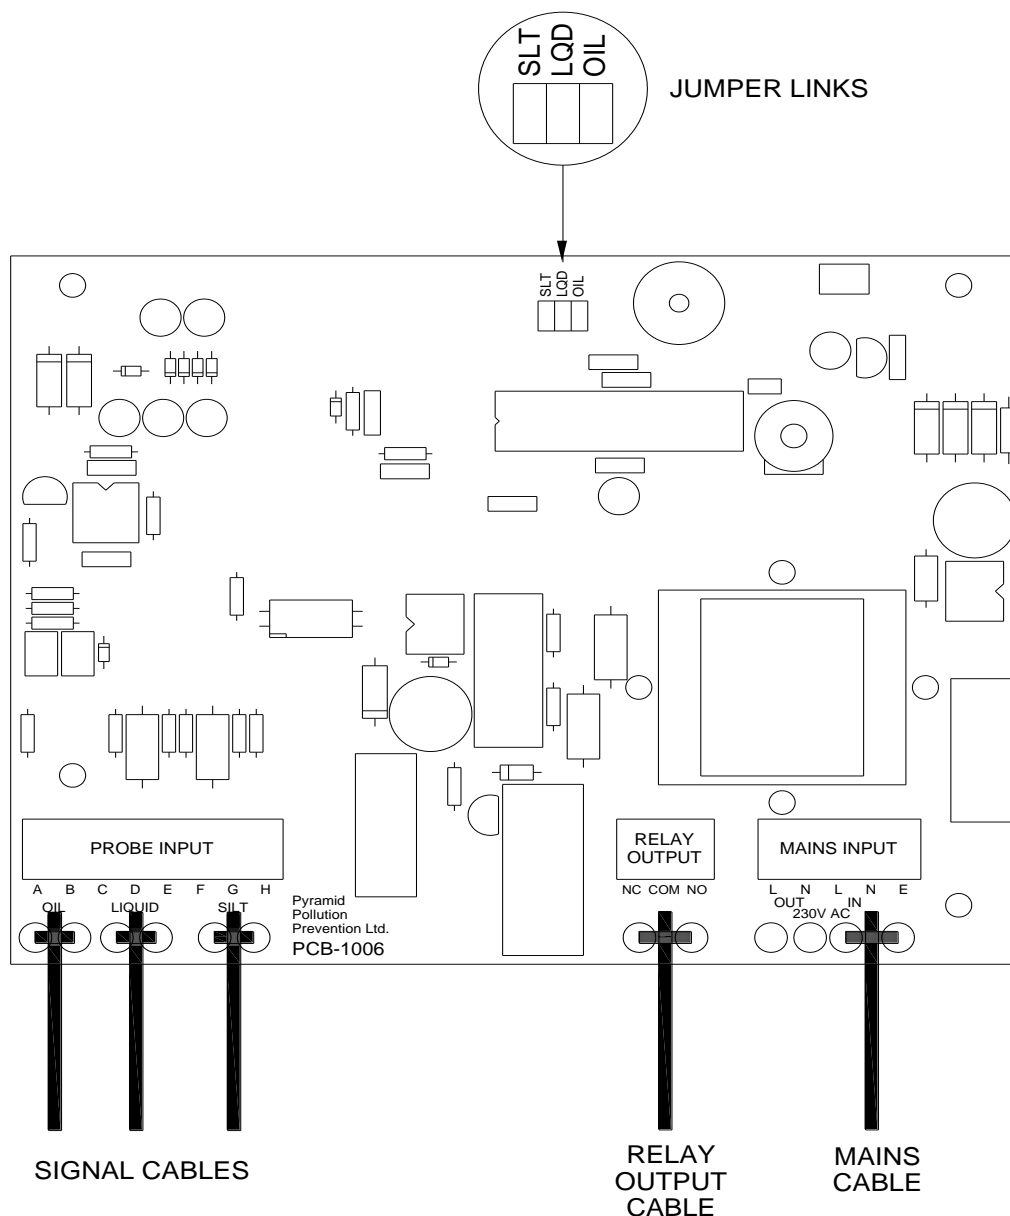 SLT
LQD
OIL
JUMPER LINKS
SLT
LQD
OIL
PROBE INPUT
A B C D E F G H
OIL LIQUID SILT
Pyramid
Pollution
Prevention Ltd.
PCB-1006
RELAY
OUTPUT
NC COM NO
MAINS INPUT
L N L N E
OUT IN
230V AC
SIGNAL CABLES
RELAY
OUTPUT
CABLE
MAINS
CABLE